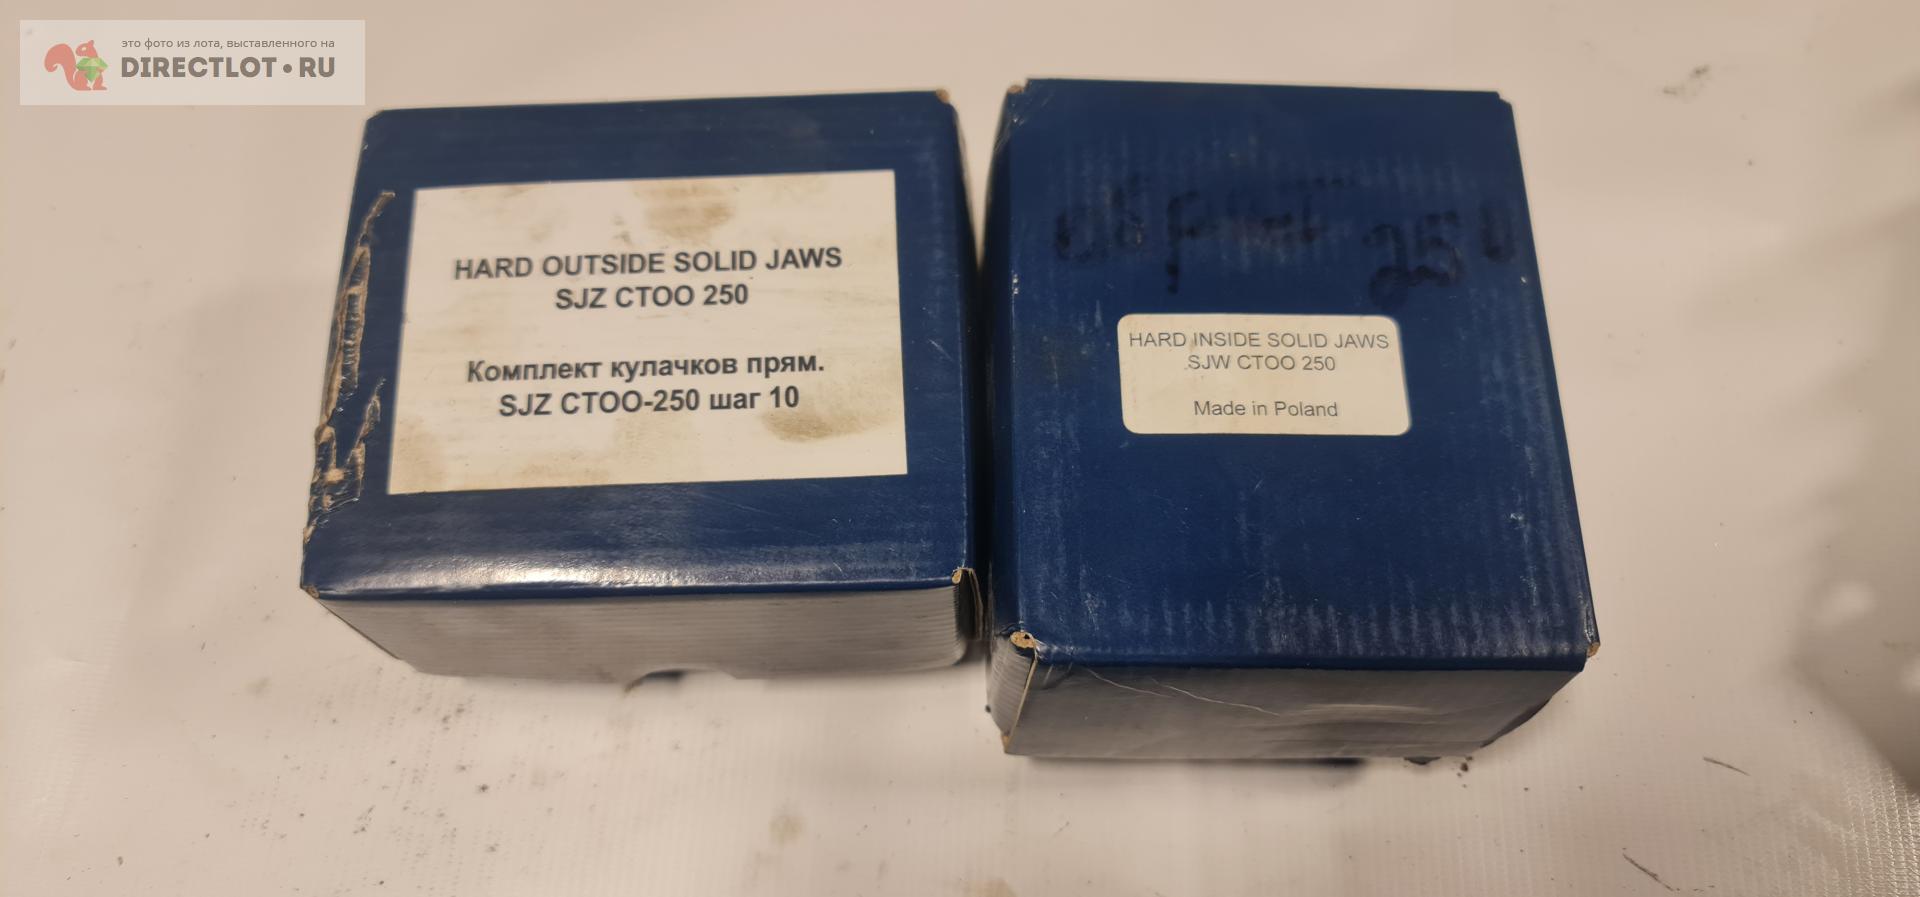 это фото из лота, выставленного на
DIRECTLOT•RU
HARD OUTSIDE SOLID JAWS
SJZ CTOO 250
Комплект кулачков прям.
SJZ CTOO-250 шаг 10
250
HARD INSIDE SOLID JAWS
SJW CTOO 250
Made in Poland